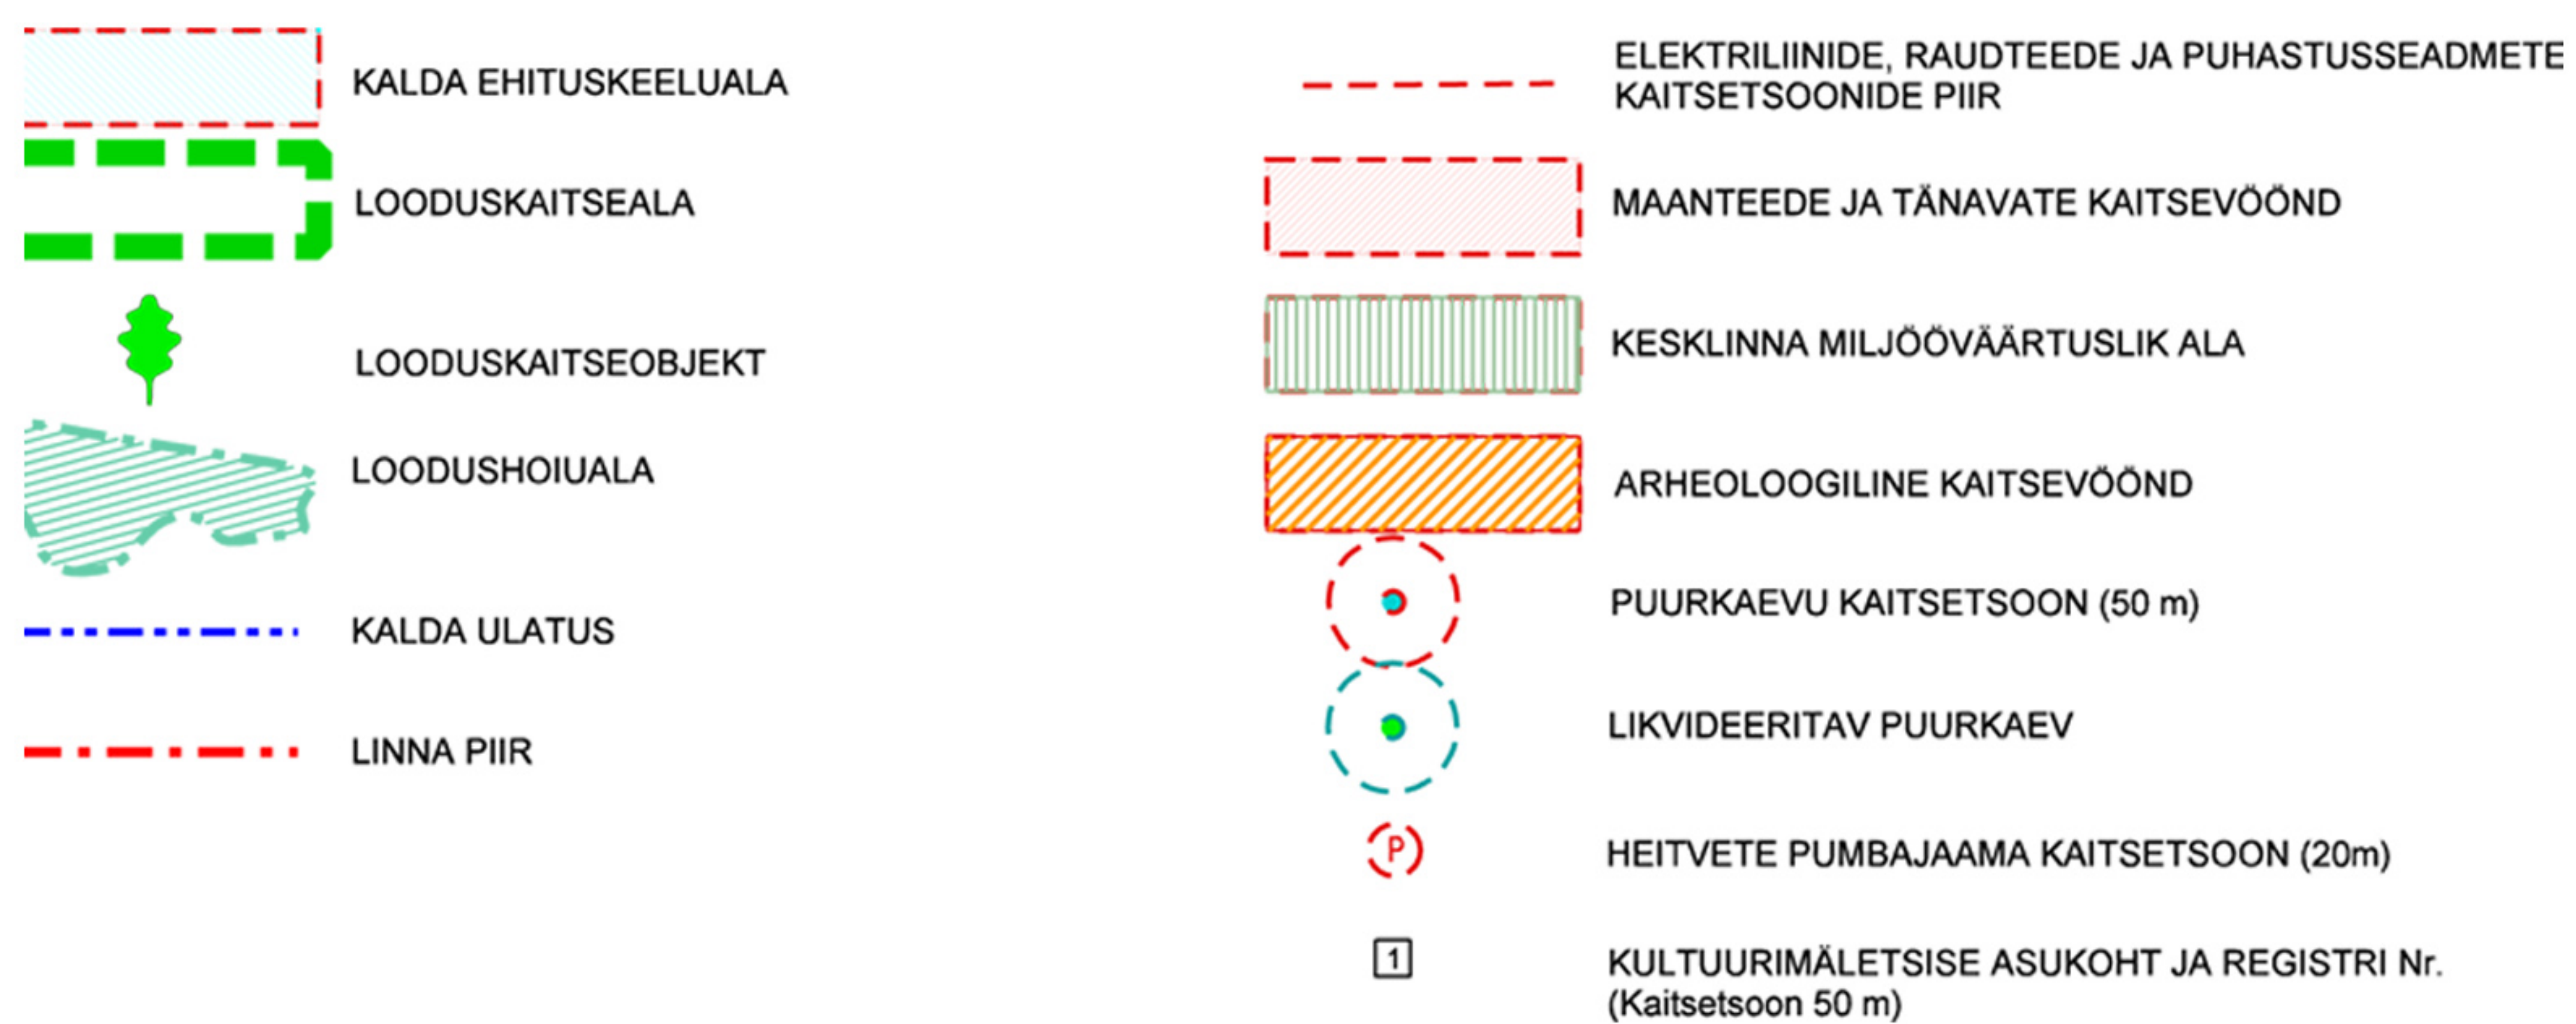 KALDA EHITUSKEELUALA
LOODUSKAITSEALA
LOODUSKAITSEOBJEKT
LOODUSHOIUALA
KALDA ULATUS
LINNA PIIR
ELEKTRILIINIDE, RAUDTEEDE JA PUHASTUSSEADMETE
KAITSETSOONIDE PIIR
MAANTEEDE JA TÄNAVATE KAITSEVÖÖND
KESKLINNA MILJÖÖVÄÄRTUSLIK ALA
ARHEOLOOGILINE KAITSEVÖÖND
PUURKAEVU KAITSETSOON (50 m)
LIKVIDEERITAV PUURKAEV
P HEITVETE PUMBAJAAMA KAITSETSOON (20m)
1 KULTUURIMÄLETSISE ASUKOHT JA REGISTRI Nr.
(Kaitsetsoon 50 m)